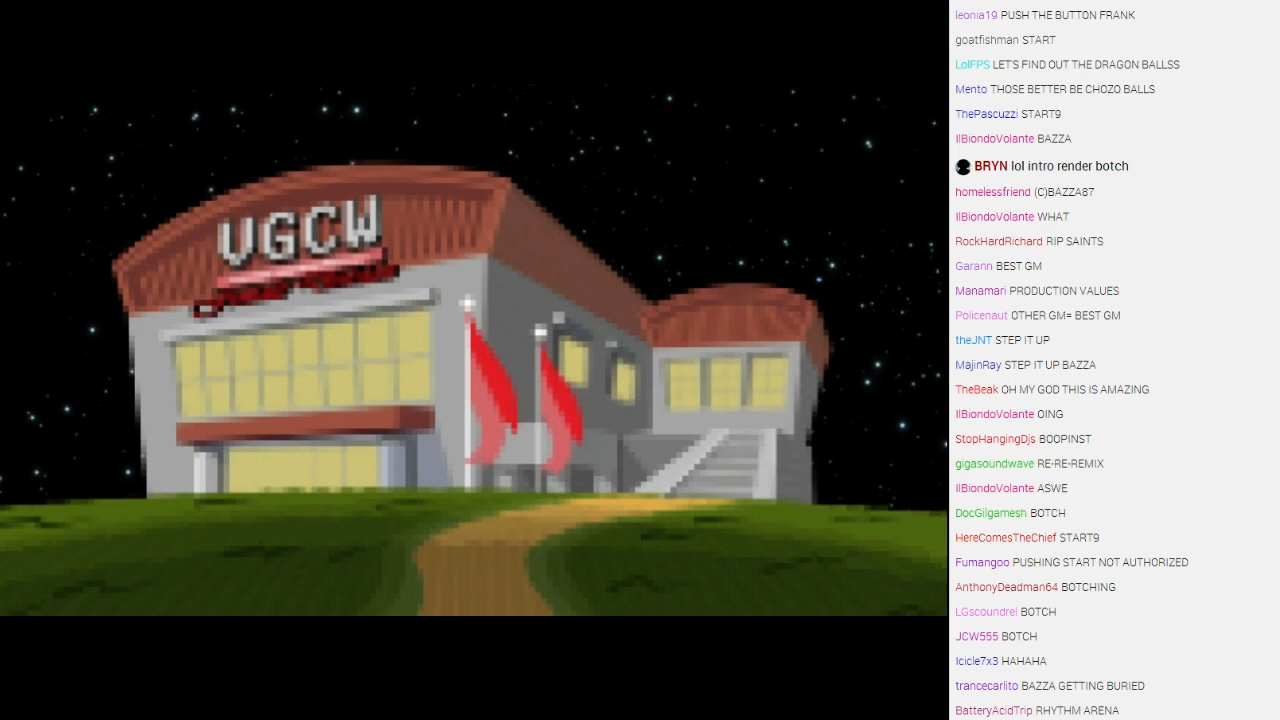 VGCW
leonia19 PUSH THE BUTTON FRANK
goatfishman START
LolFPS LET'S FIND OUT THE DRAGON BALLSS
Mento THOSE BETTER BE CHOZO BALLS
ThePascuzzi START9
IlBiondoVolante BAZZA
BRYN lol intro render botch
homelessfriend (C)BAZZA87
IlBiondoVolante WHAT
RockHardRichard RIP SAINTS
Garann BEST GM
Manamari PRODUCTION VALUES
Policenaut OTHER GM= BEST GM
theJNT STEP IT UP
MajinRay STEP IT UP BAZZA
TheBeak OH MY GOD THIS IS AMAZING
IlBiondoVolante OING
StopHangingDjs BOOPINST
gigasoundwave RE-RE-REMIX
IlBiondoVolante ASWE
DocGilgamesh BOTCH
HereComesTheChief START9
Fumangoo PUSHING START NOT AUTHORIZED
AnthonyDeadman64 BOTCHING
LGscoundrel BOTCH
JCW555 BOTCH
Icicle7x3 HAHAHA
trancecarlito BAZZA GETTING BURIED
BatteryAcidTrip RHYTHM ARENA